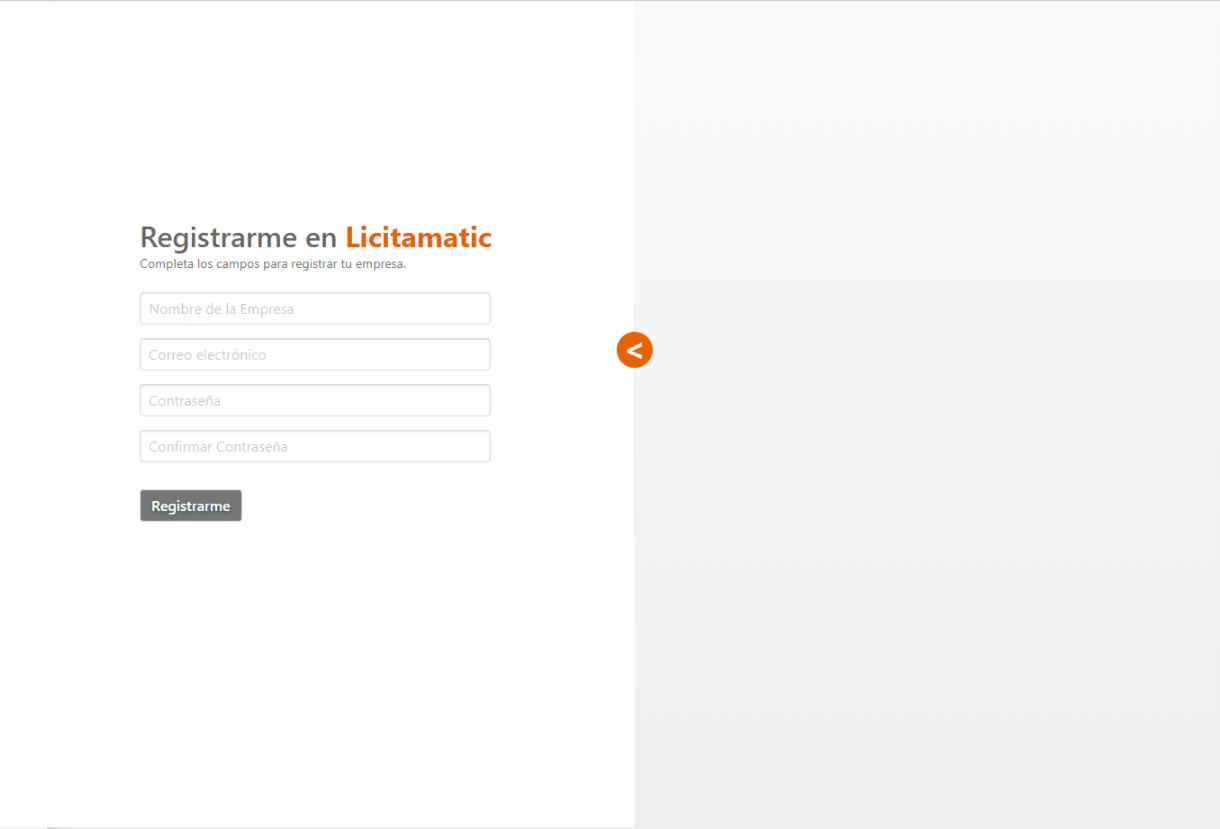 Registrarme en Licitamatic
Completa los campos para registrar tu empresa.
Nombre de la Empresa
Correo electrónico
Contraseña
Confirmar Contraseña
Registrarme
<